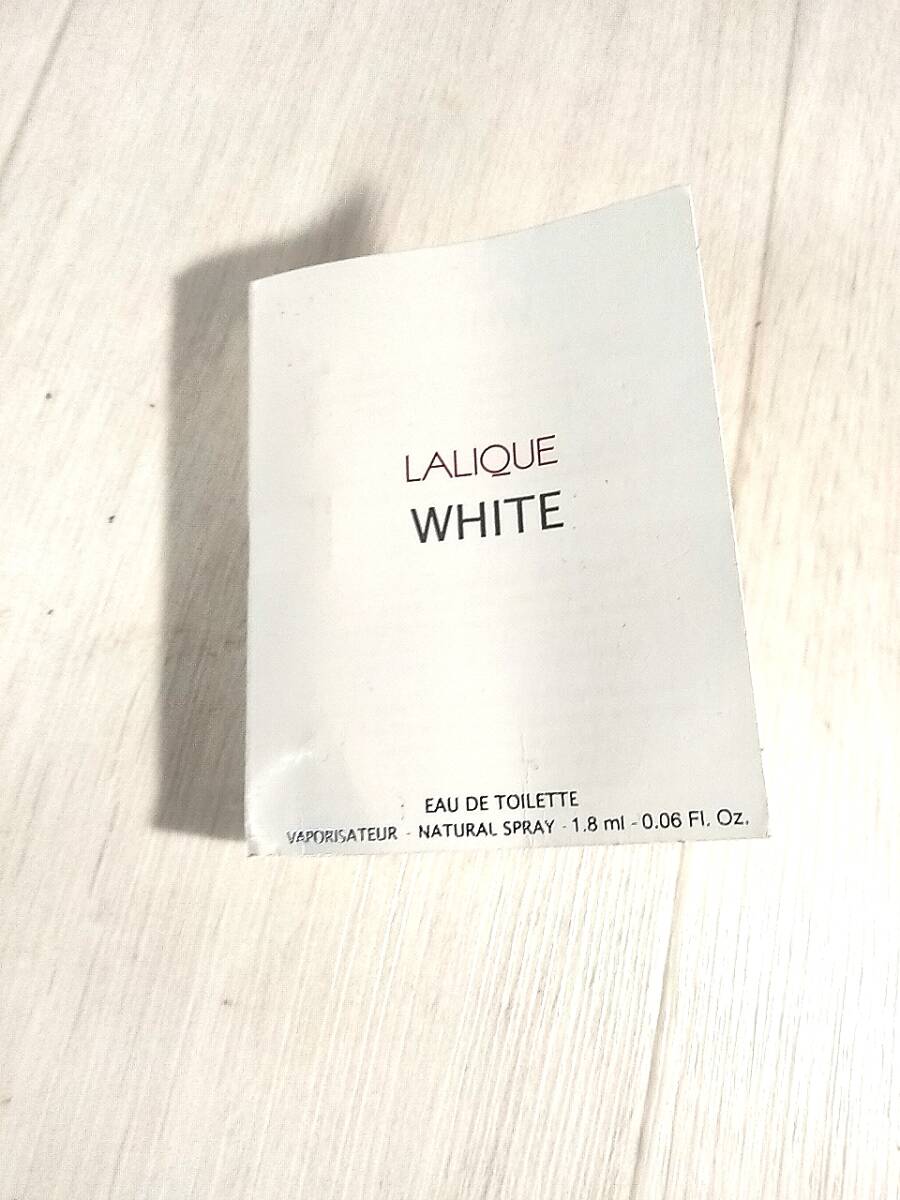 LALIQUE
WHITE
EAU DE TOILETTE
VAPORISATEUR - NATURAL SPRAY - 1.8 ml - 0.06 Fl. Oz.